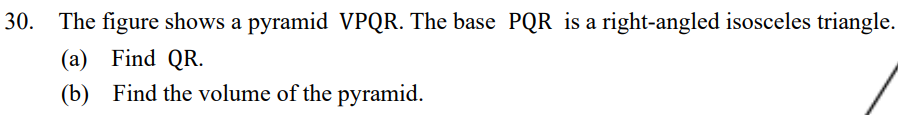 30. The figure shows a pyramid VPQR. The base PQR is a right-angled isosceles triangle.
(a) Find QR.
(b) Find the volume of the pyramid.